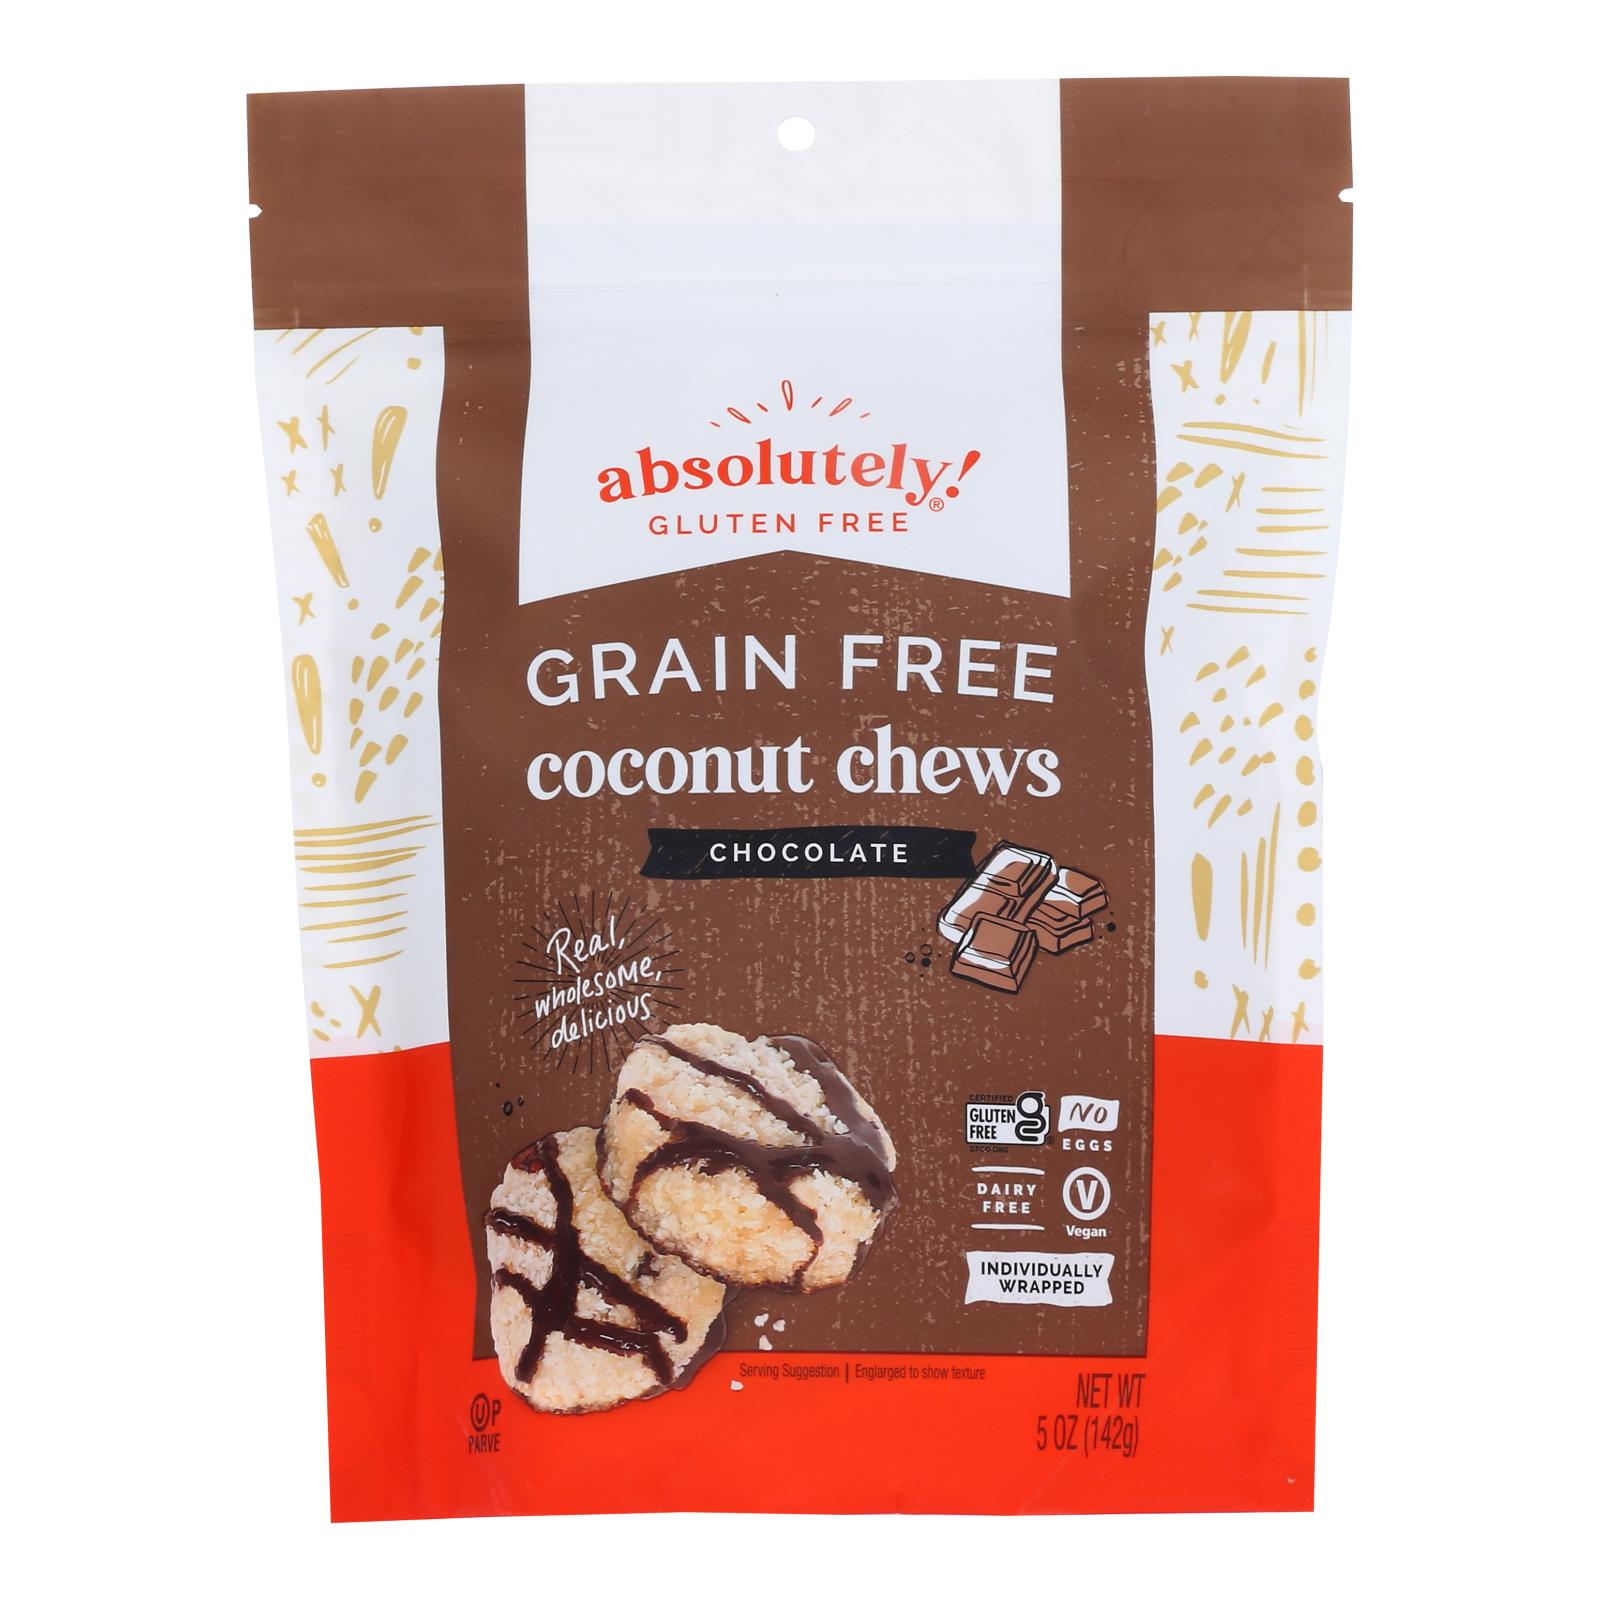 absolutely!®
GLUTEN FREE
GRAIN FREE
coconut chews
CHOCOLATE
Real,
wholesome,
delicious
CERTIFIED
GLUTEN
FREE
GFCO.ORG
NO
EGGS
DAIRY
FREE
V
Vegan
INDIVIDUALLY
WRAPPED
Serving Suggestion | Englarged to show texture
U P
PARVE
NET WT
5 OZ (142g)